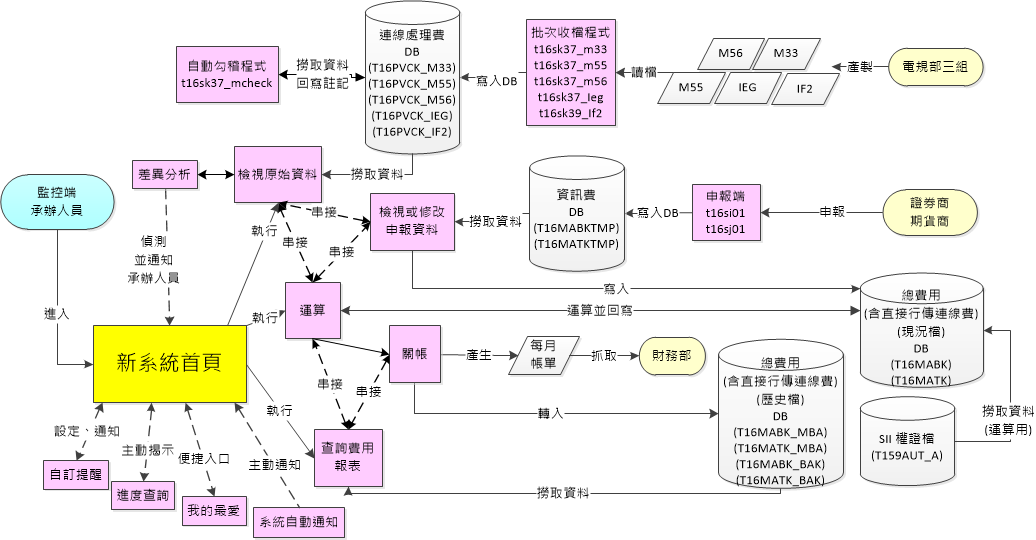 自動勾稽程式
t16sk37_mcheck
撈取資料
回寫註記
連線處理費
DB
(T16PVCK_M33)
(T16PVCK_M55)
(T16PVCK_M56)
(T16PVCK_IEG)
(T16PVCK_IF2)
寫入DB
批次收檔程式
t16sk37_m33
t16sk37_m55
t16sk37_m56
t16sk37_Ieg
t16sk39_If2
讀檔
M56
M33
M55
IEG
IF2
產製
電規部三組
監控端
承辦人員
差異分析
檢視原始資料
撈取資料
串接
檢視或修改
申報資料
撈取資料
資訊費
DB
(T16MABKTMP)
(T16MATKTMP)
寫入DB
申報端
t16si01
t16sj01
申報
證券商
期貨商
偵測
並通知
承辦人員
執行
串接
串接
進入
寫入
運算
運算並回寫
總費用
(含直接行傳連線費)
(現況檔)
DB
(T16MABK)
(T16MATK)
新系統首頁
執行
關帳
產生
每月
帳單
抓取
財務部
總費用
(含直接行傳連線費)
(歷史檔)
DB
(T16MABK_MBA)
(T16MATK_MBA)
(T16MABK_BAK)
(T16MATK_BAK)
串接
串接
執行
轉入
撈取資料
(運算用)
SII 權證檔
(T159AUT_A)
設定、通知
主動揭示
便捷入口
主動通知
查詢費用
報表
撈取資料
自訂提醒
進度查詢
我的最愛
系統自動通知